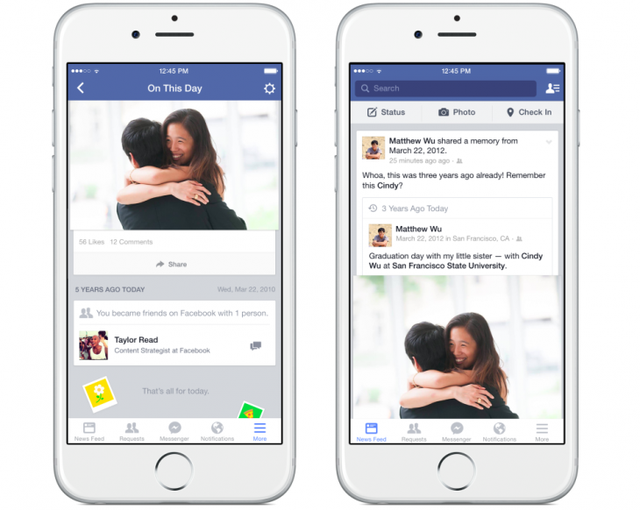 12:45 PM
On This Day
56 Likes 12 Comments
Share
5 YEARS AGO TODAY Wed, Mar 22, 2010
You became friends on Facebook with 1 person.
Taylor Read
Content Strategist at Facebook
That's all for today.
News Feed Requests Messenger Notifications More
12:45 PM
Search
Status Photo Check In
Matthew Wu shared a memory from
March 22, 2012.
25 minutes ago ago ·
Whoa, this was three years ago already! Remember
this Cindy?
3 Years Ago Today
Matthew Wu
March 22, 2012 in San Francisco, CA ·
Graduation day with my little sister — with Cindy
Wu at San Francisco State University.
News Feed Requests Messenger Notifications More